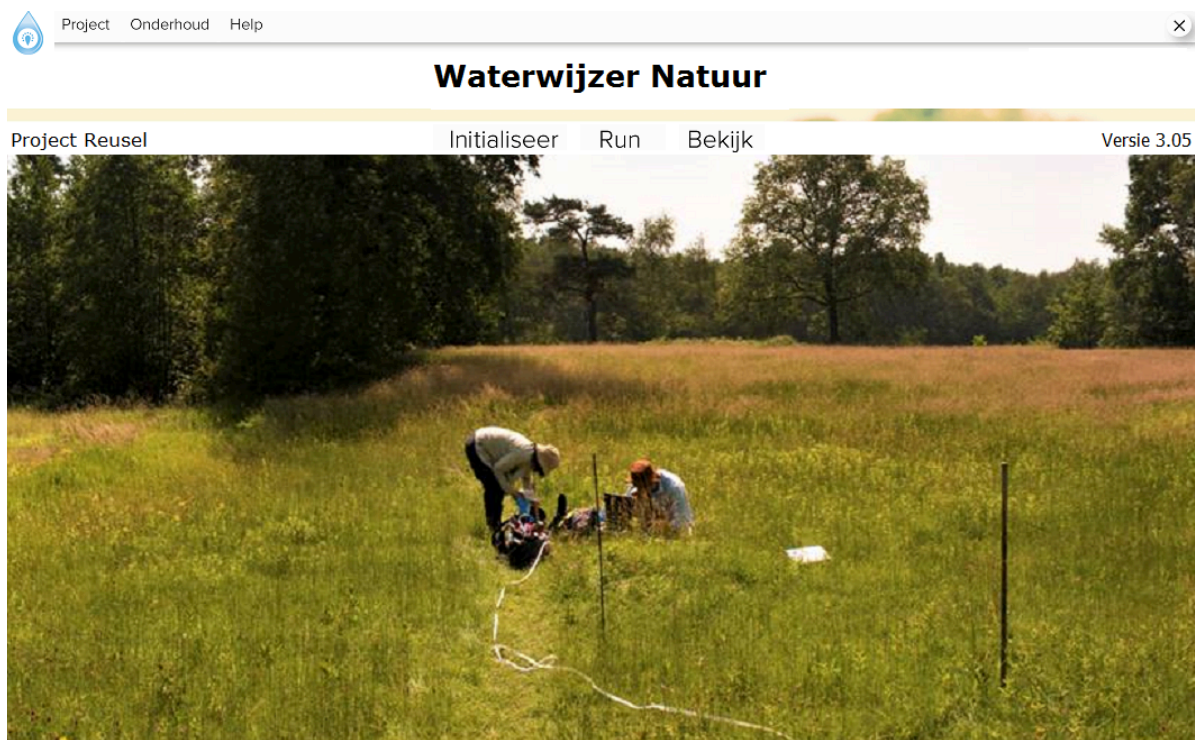 Project Onderhoud Help
Waterwijzer Natuur
Project Reusel Initialiseer Run Bekijk Versie 3.05